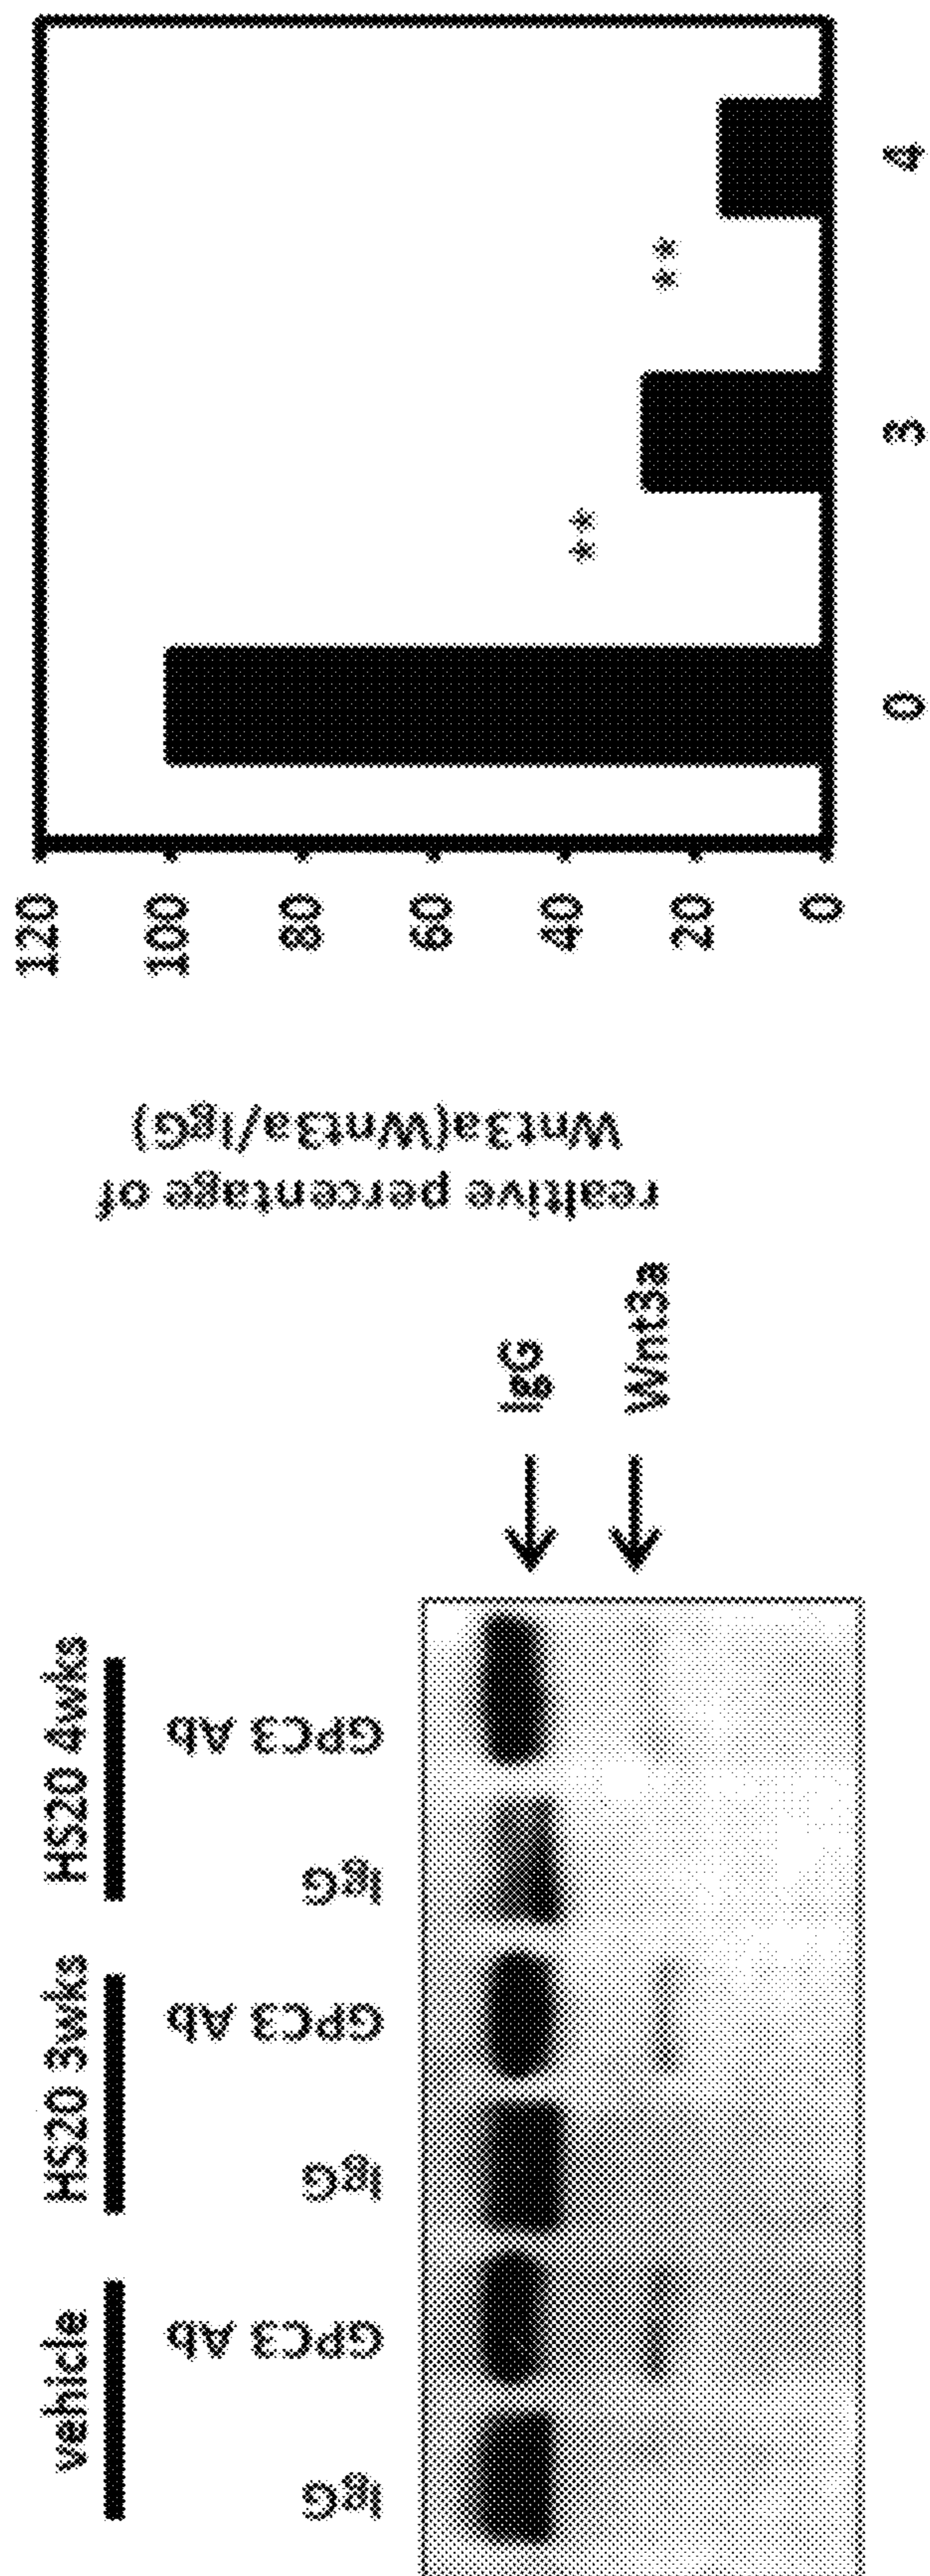 vehicle HS20 3wks HS20 4wks
IgG GPC3 Ab IgG GPC3 Ab IgG GPC3 Ab
IgG
Wnt3a
realtive percentage of
Wnt3a(Wnt3a/IgG)
120
100
80
60
40
20
0
**
**
0 3 4